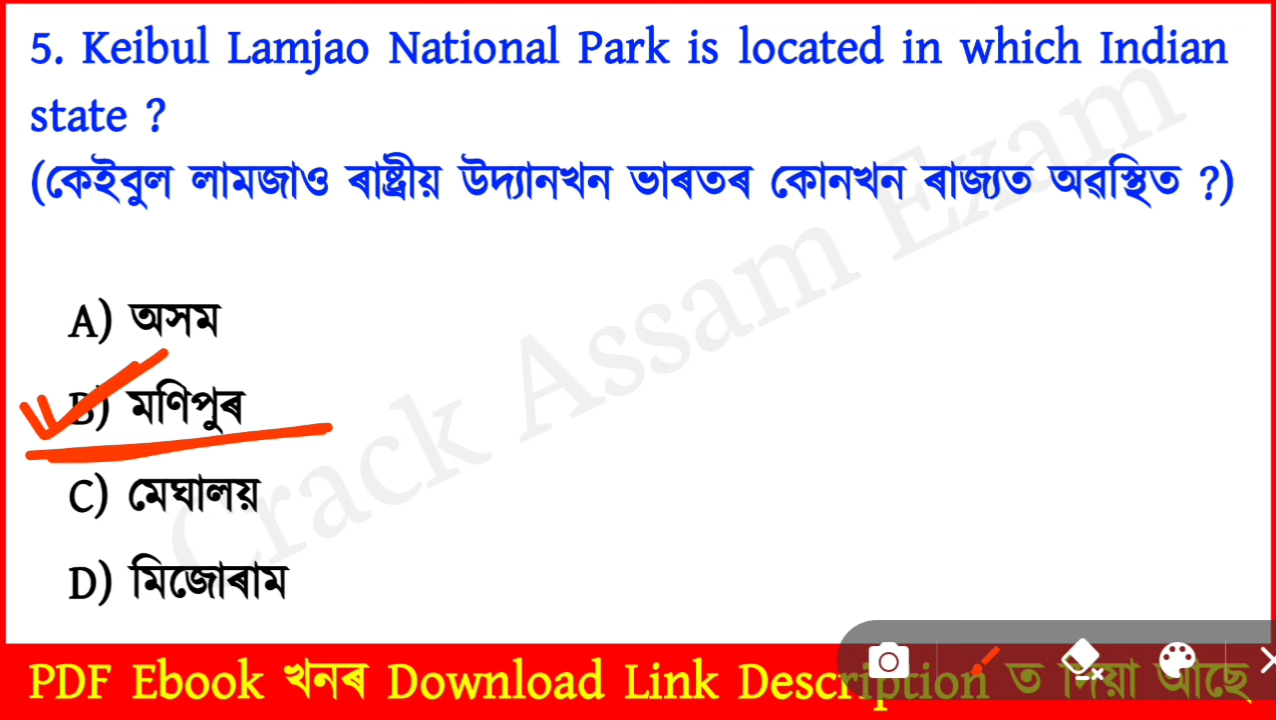 5. Keibul Lamjao National Park is located in which Indian
state ?
(কেইবুল লামজাও ৰাষ্ট্ৰীয় উদ্যানখন ভাৰতৰ কোনখন ৰাজ্যত অৱস্থিত ?)
A) অসম
B) মণিপুৰ
C) মেঘালয়
D) মিজোৰাম
Crack Assam Exam
PDF Ebook খনৰ Download Link Description ত দিয়া আছে